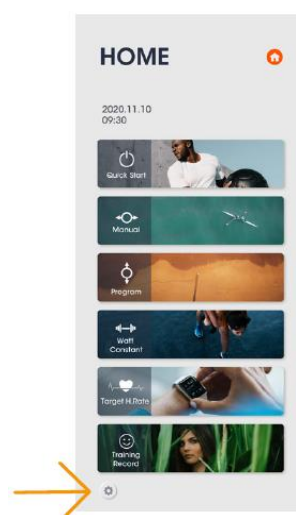 HOME
2020.11.10
09:30
Quick Start
Manual
Program
Watt
Constant
Target H.Rate
Training
Record